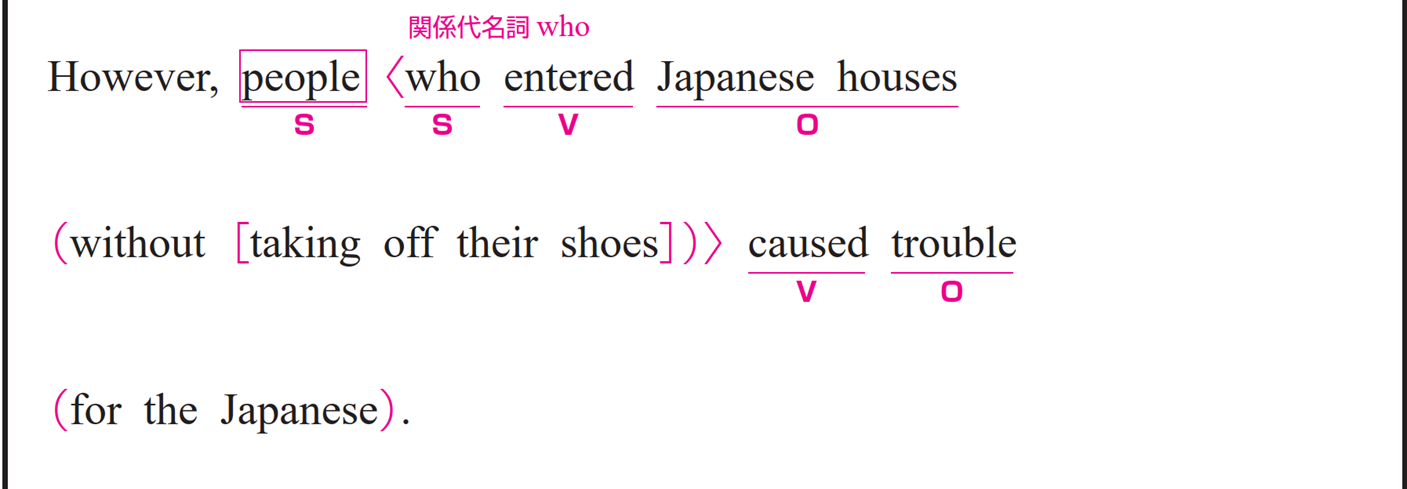 関係代名詞 who
However, people 〈who entered Japanese houses
S S V O
(without [taking off their shoes])〉 caused trouble
V O
(for the Japanese).